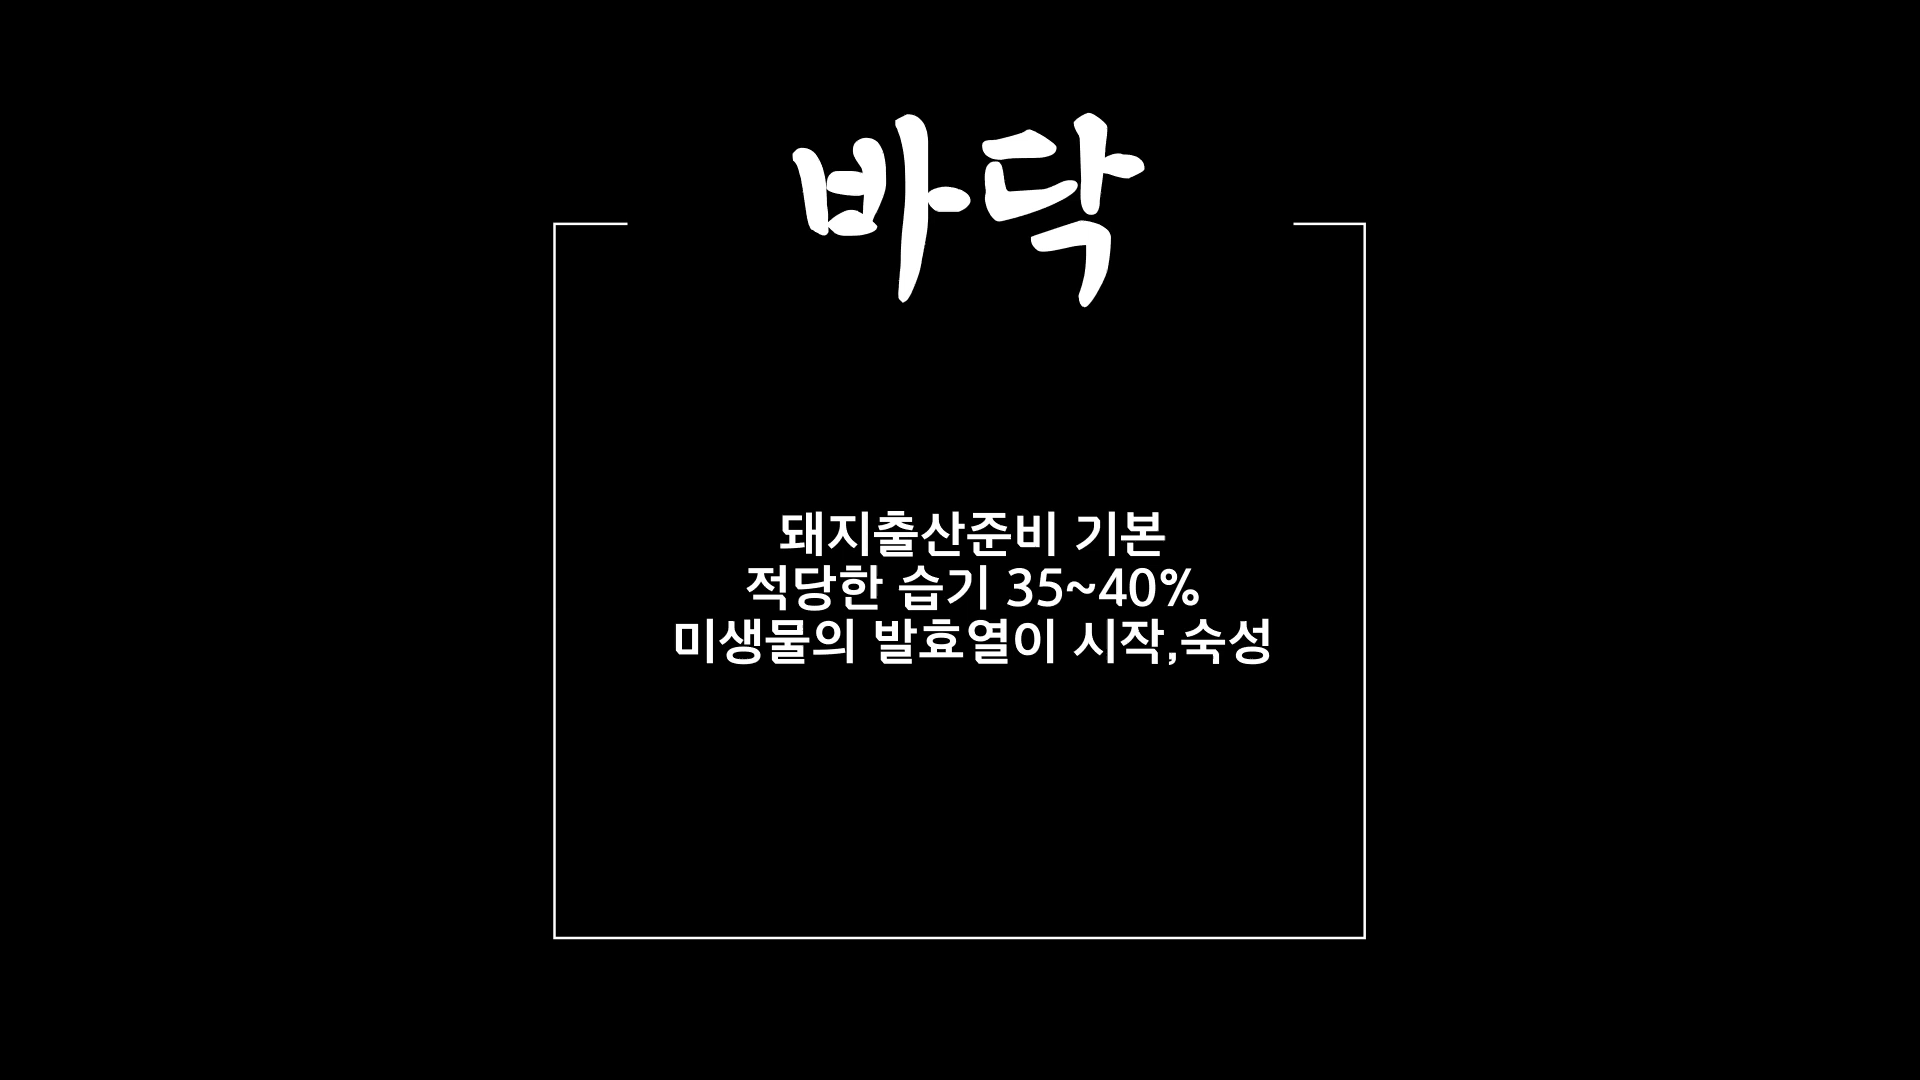 바닥
돼지출산준비 기본
적당한 습기 35~40%
미생물의 발효열이 시작,숙성